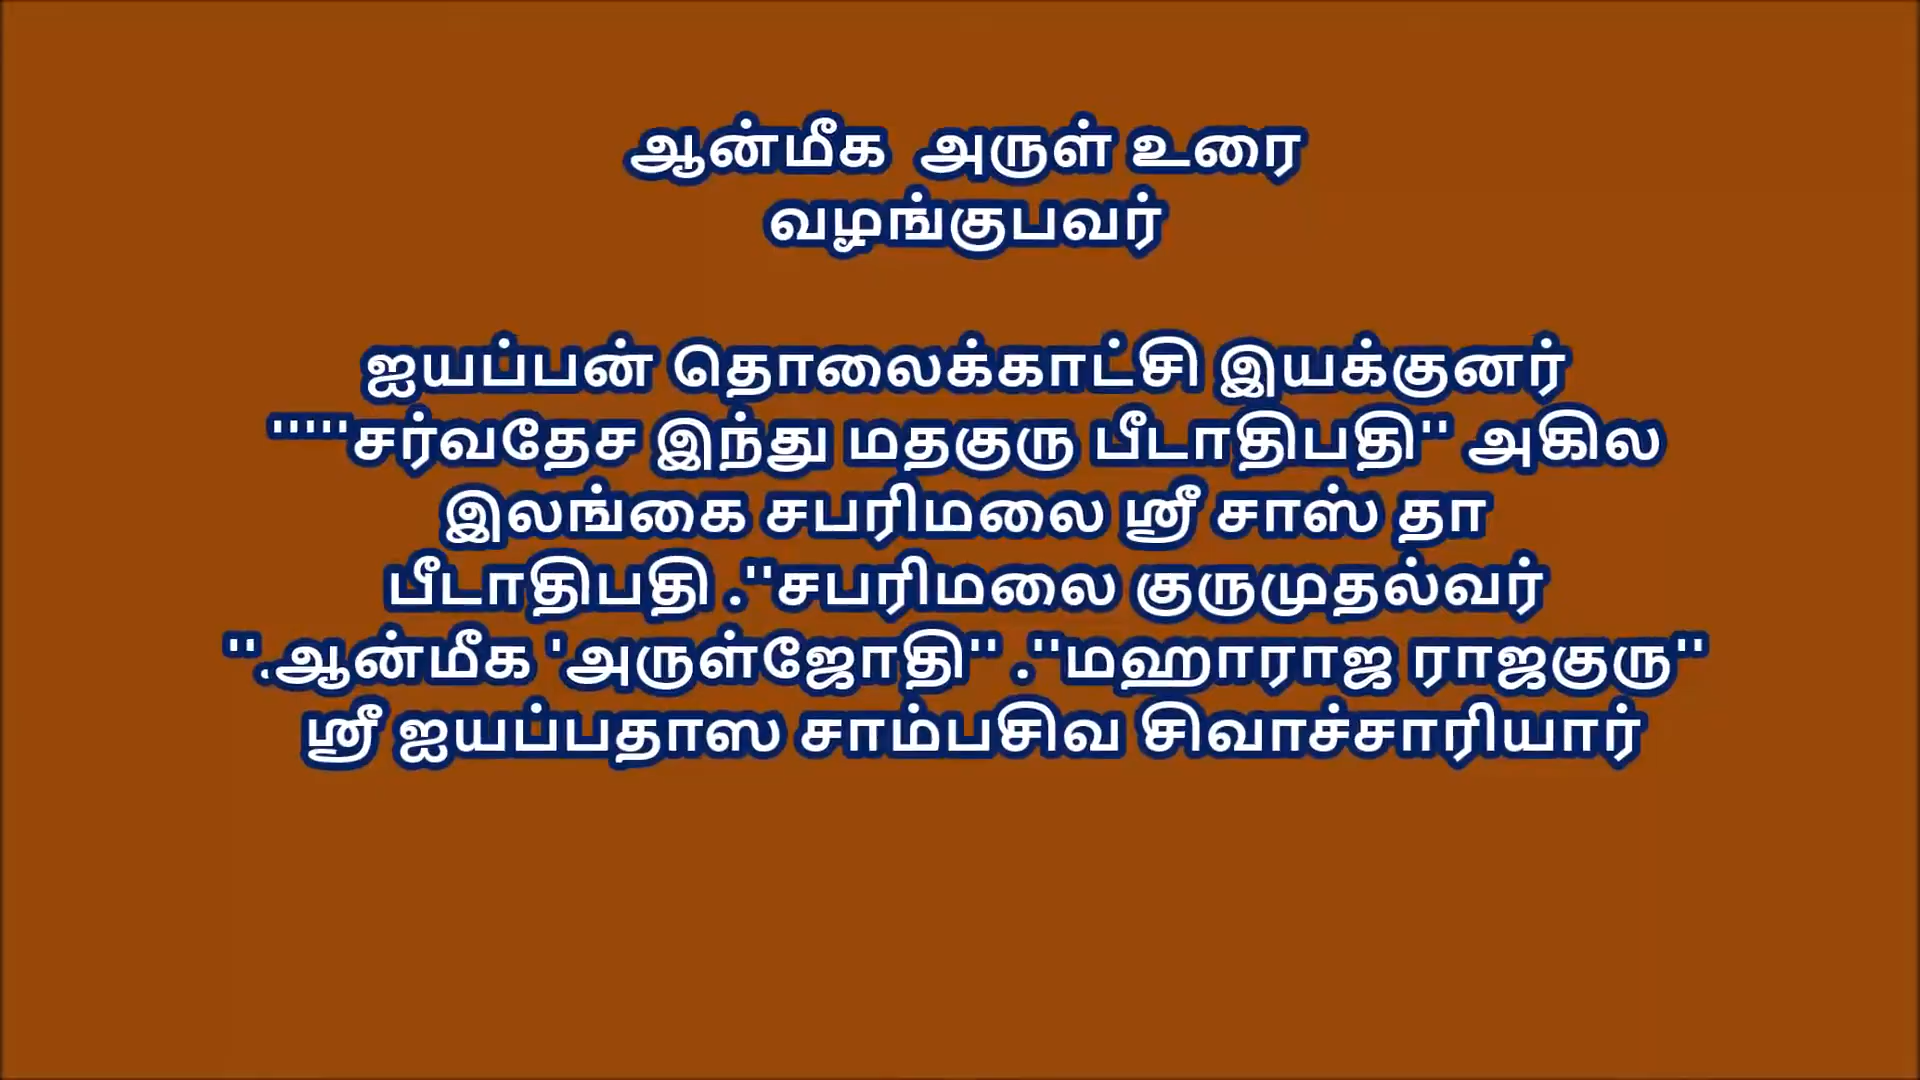 ஆன்மீக அருள் உரை
வழங்குபவர்
ஐயப்பன் தொலைக்காட்சி இயக்குனர்
'''''சர்வதேச இந்து மதகுரு பீடாதிபதி'' அகில
இலங்கை சபரிமலை ஸ்ரீ சாஸ் தா
பீடாதிபதி .''சபரிமலை குருமுதல்வர்
''.ஆன்மீக 'அருள்ஜோதி'' .''மஹாராஜ ராஜகுரு''
ஸ்ரீ ஐயப்பதாஸ சாம்பசிவ சிவாச்சாரியார்